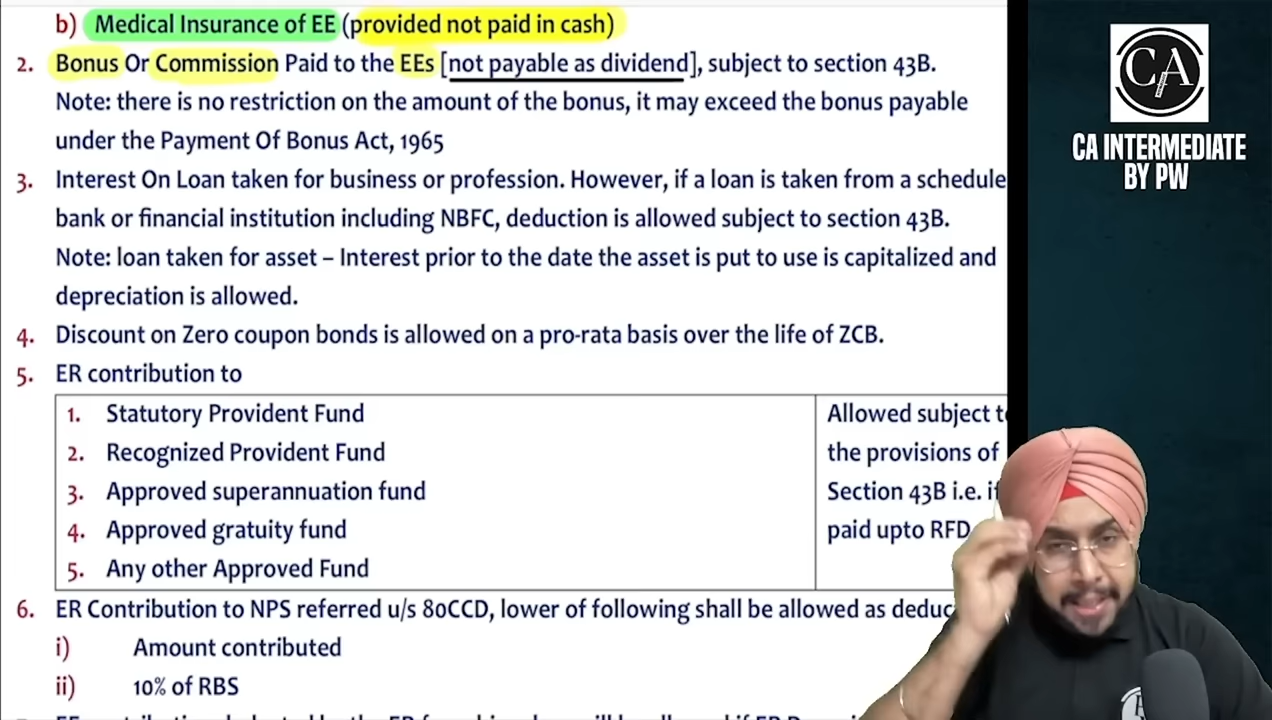 b) Medical Insurance of EE (provided not paid in cash)
2. Bonus Or Commission Paid to the EEs [not payable as dividend], subject to section 43B.
Note: there is no restriction on the amount of the bonus, it may exceed the bonus payable
under the Payment Of Bonus Act, 1965
3. Interest On Loan taken for business or profession. However, if a loan is taken from a schedule
bank or financial institution including NBFC, deduction is allowed subject to section 43B.
Note: loan taken for asset – Interest prior to the date the asset is put to use is capitalized and
depreciation is allowed.
4. Discount on Zero coupon bonds is allowed on a pro-rata basis over the life of ZCB.
5. ER contribution to
1. Statutory Provident Fund
2. Recognized Provident Fund
3. Approved superannuation fund
4. Approved gratuity fund
5. Any other Approved Fund
Allowed subject t
the provisions of
Section 43B i.e. i
paid upto RFD
6. ER Contribution to NPS referred u/s 80CCD, lower of following shall be allowed as deduc
i) Amount contributed
ii) 10% of RBS
CA
CA INTERMEDIATE
BY PW